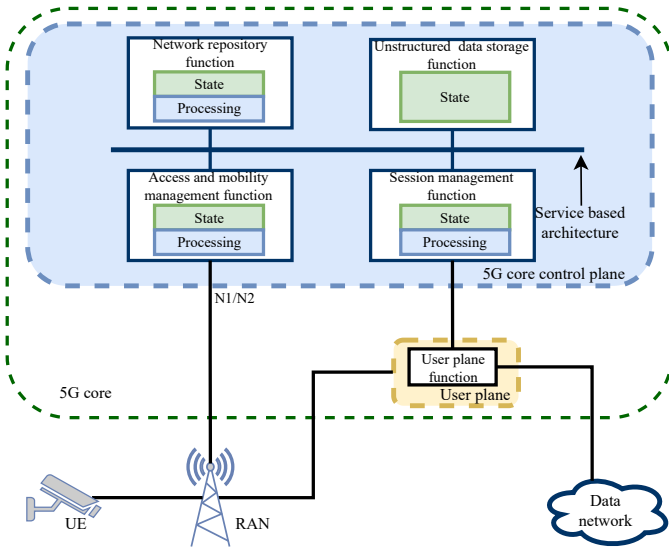 Network repository
function
State
Processing
Unstructured data storage
function
State
Access and mobility
management function
State
Processing
Session management
function
State
Processing
Service based
architecture
5G core control plane
N1/N2
User plane
function
User plane
5G core
UE
RAN
Data
network